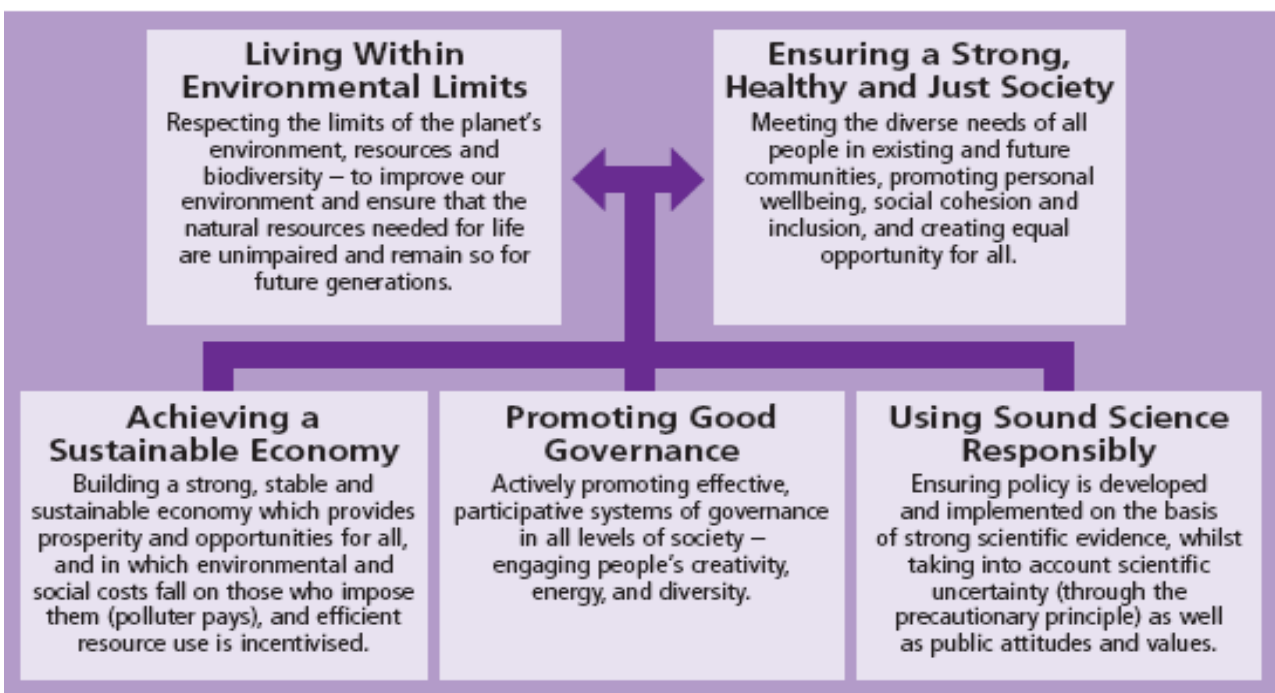 Living Within
Environmental Limits
Respecting the limits of the planet's
environment, resources and
biodiversity – to improve our
environment and ensure that the
natural resources needed for life
are unimpaired and remain so for
future generations.
Ensuring a Strong,
Healthy and Just Society
Meeting the diverse needs of all
people in existing and future
communities, promoting personal
wellbeing, social cohesion and
inclusion, and creating equal
opportunity for all.
Achieving a
Sustainable Economy
Building a strong, stable and
sustainable economy which provides
prosperity and opportunities for all,
and in which environmental and
social costs fall on those who impose
them (polluter pays), and efficient
resource use is incentivised.
Promoting Good
Governance
Actively promoting effective,
participative systems of governance
in all levels of society –
engaging people's creativity,
energy, and diversity.
Using Sound Science
Responsibly
Ensuring policy is developed
and implemented on the basis
of strong scientific evidence, whilst
taking into account scientific
uncertainty (through the
precautionary principle) as well
as public attitudes and values.